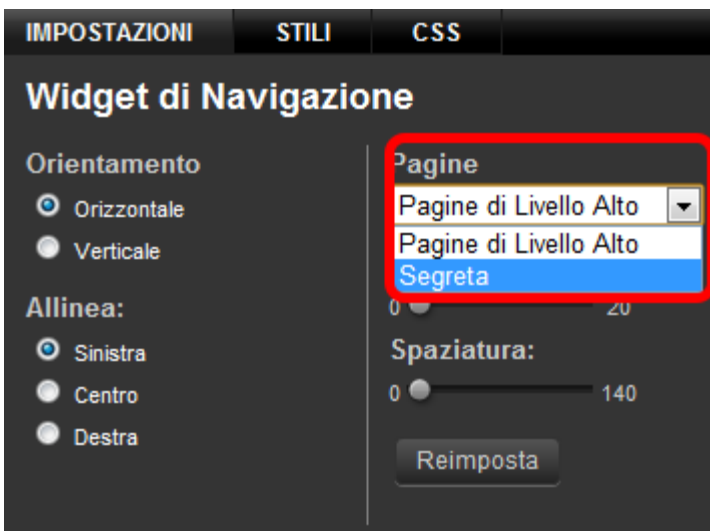 IMPOSTAZIONI STILI CSS
Widget di Navigazione
Orientamento
Orizzontale
Verticale
Allinea:
Sinistra
Centro
Destra
Pagine
Pagine di Livello Alto
Pagine di Livello Alto
Segreta
0 20
Spaziatura:
0 140
Reimposta